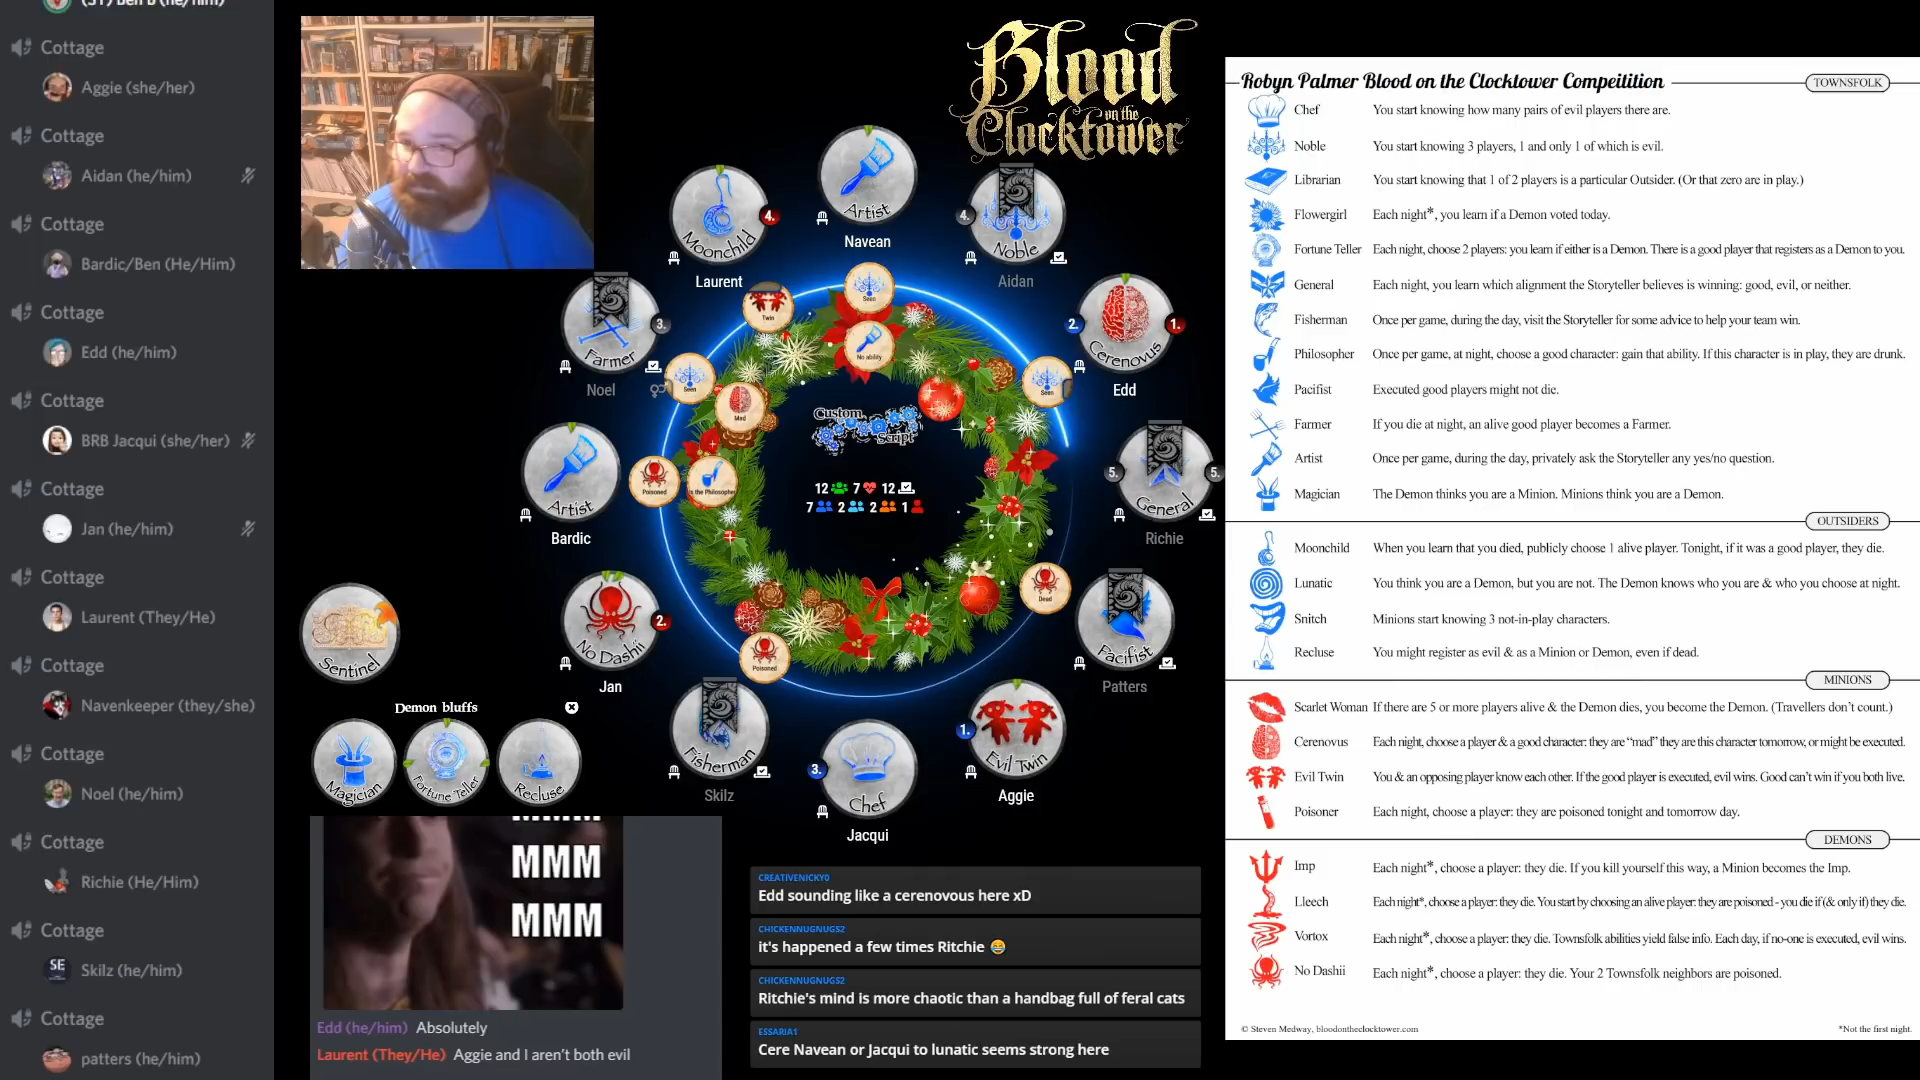 (31) Ben B (he/him)
Cottage
Aggie (she/her)
Cottage
Aidan (he/him)
Cottage
Bardic/Ben (He/Him)
Cottage
Edd (he/him)
Cottage
BRB Jacqui (she/her)
Cottage
Jan (he/him)
Cottage
Laurent (They/He)
Cottage
Navenkeeper (they/she)
Cottage
Noel (he/him)
Cottage
Richie (He/Him)
Cottage
SE
Skilz (he/him)
Cottage
patters (he/him)
Blood
on the
Clocktower
Artist
Navean
Noble
4.
Aidan
Cerenovus
2.
1.
Edd
General
5.
5.
Richie
Pacifist
Patters
Evil Twin
1.
Aggie
Chef
3.
Jacqui
Fisherman
Skilz
No Dashii
2.
Jan
Artist
Bardic
Farmer
3.
Noel
Moonchild
4.
Laurent
Twin
Seen
No ability
Seen
Mad
Seen
Poisoned
Is the Philosopher
Poisoned
Dead
Custom
Script
12 7 12
7 2 2 1
Sentinel
Demon bluffs
Magician
Fortune Teller
Recluse
MMM
MMM
MMM
Edd (he/him) Absolutely
Laurent (They/He) Aggie and I aren't both evil
CREATIVENICKY0
Edd sounding like a cerenovous here xD
CHICKENNUGNUGS2
it's happened a few times Ritchie 😂
CHICKENNUGNUGS2
Ritchie's mind is more chaotic than a handbag full of feral cats
ESSARIA1
Cere Navean or Jacqui to lunatic seems strong here
Robyn Palmer Blood on the Clocktower Compeitition
TOWNSFOLK
Chef You start knowing how many pairs of evil players there are.
Noble You start knowing 3 players, 1 and only 1 of which is evil.
Librarian You start knowing that 1 of 2 players is a particular Outsider. (Or that zero are in play.)
Flowergirl Each night*, you learn if a Demon voted today.
Fortune Teller Each night, choose 2 players: you learn if either is a Demon. There is a good player that registers as a Demon to you.
General Each night, you learn which alignment the Storyteller believes is winning: good, evil, or neither.
Fisherman Once per game, during the day, visit the Storyteller for some advice to help your team win.
Philosopher Once per game, at night, choose a good character: gain that ability. If this character is in play, they are drunk.
Pacifist Executed good players might not die.
Farmer If you die at night, an alive good player becomes a Farmer.
Artist Once per game, during the day, privately ask the Storyteller any yes/no question.
Magician The Demon thinks you are a Minion. Minions think you are a Demon.
OUTSIDERS
Moonchild When you learn that you died, publicly choose 1 alive player. Tonight, if it was a good player, they die.
Lunatic You think you are a Demon, but you are not. The Demon knows who you are & who you choose at night.
Snitch Minions start knowing 3 not-in-play characters.
Recluse You might register as evil & as a Minion or Demon, even if dead.
MINIONS
Scarlet Woman If there are 5 or more players alive & the Demon dies, you become the Demon. (Travellers don't count.)
Cerenovus Each night, choose a player & a good character: they are "mad" they are this character tomorrow, or might be executed.
Evil Twin You & an opposing player know each other. If the good player is executed, evil wins. Good can't win if you both live.
Poisoner Each night, choose a player: they are poisoned tonight and tomorrow day.
DEMONS
Imp Each night*, choose a player: they die. If you kill yourself this way, a Minion becomes the Imp.
Lleech Each night*, choose a player: they die. You start by choosing an alive player: they are poisoned - you die if (& only if) they die.
Vortox Each night*, choose a player: they die. Townsfolk abilities yield false info. Each day, if no-one is executed, evil wins.
No Dashii Each night*, choose a player: they die. Your 2 Townsfolk neighbors are poisoned.
© Steven Medway, bloodontheclocktower.com
*Not the first night.